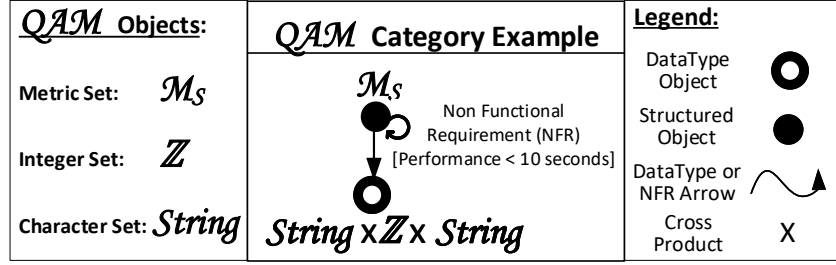 QAM Objects:
Metric Set: Ms
Integer Set: ℤ
Character Set: String
QAM Category Example
Ms
Non Functional
Requirement (NFR)
[Performance < 10 seconds]
String x ℤ x String
Legend:
DataType
Object
Structured
Object
DataType or
NFR Arrow
Cross
Product
X